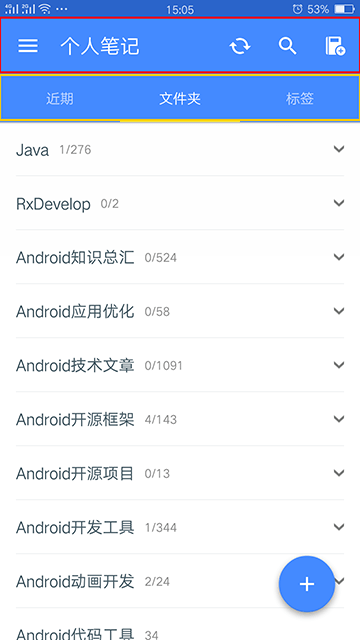 4G 2G 15:05 53%
个人笔记
近期 文件夹 标签
Java 1/276
RxDevelop 0/2
Android知识总汇 0/524
Android应用优化 0/58
Android技术文章 0/1091
Android开源框架 4/143
Android开源项目 0/13
Android开发工具 1/344
Android动画开发 2/24
Android代码工具 34